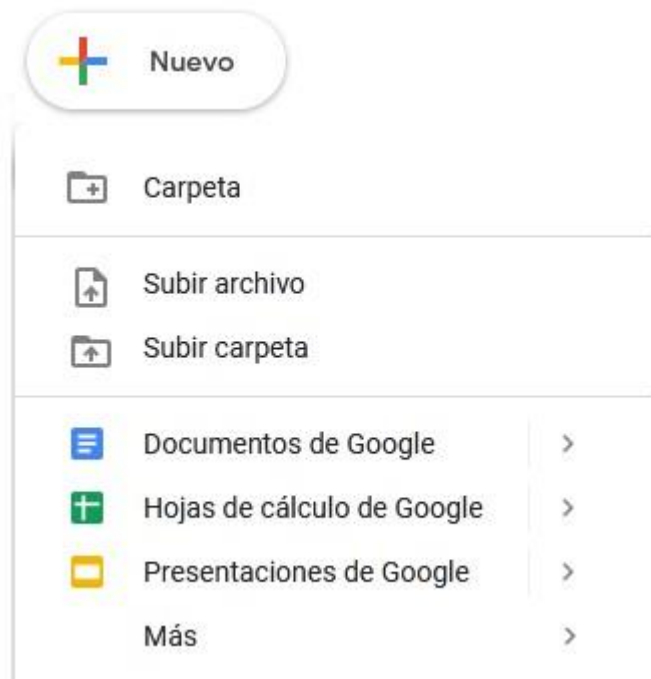 Nuevo
Carpeta
Subir archivo
Subir carpeta
Documentos de Google
Hojas de cálculo de Google
Presentaciones de Google
Más